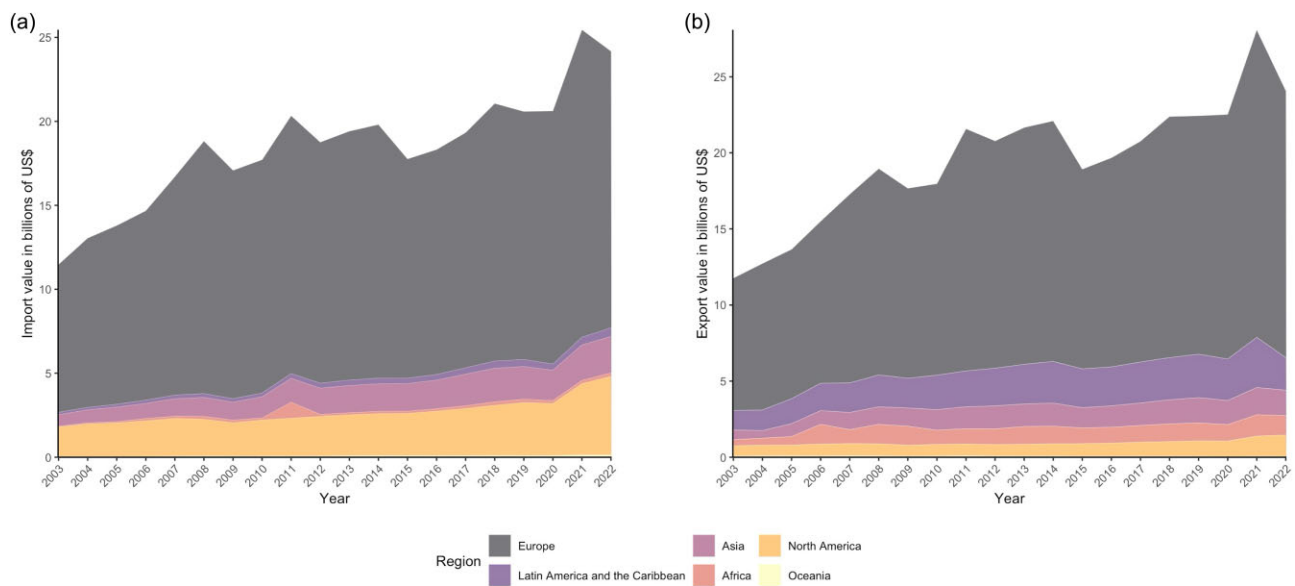 (a)
Import value in billions of US$
25
20
15
10
5
0
2003 2004 2005 2006 2007 2008 2009 2010 2011 2012 2013 2014 2015 2016 2017 2018 2019 2020 2021 2022
Year
(b)
Export value in billions of US$
25
20
15
10
5
0
2003 2004 2005 2006 2007 2008 2009 2010 2011 2012 2013 2014 2015 2016 2017 2018 2019 2020 2021 2022
Year
Region
Europe
Asia
North America
Latin America and the Caribbean
Africa
Oceania